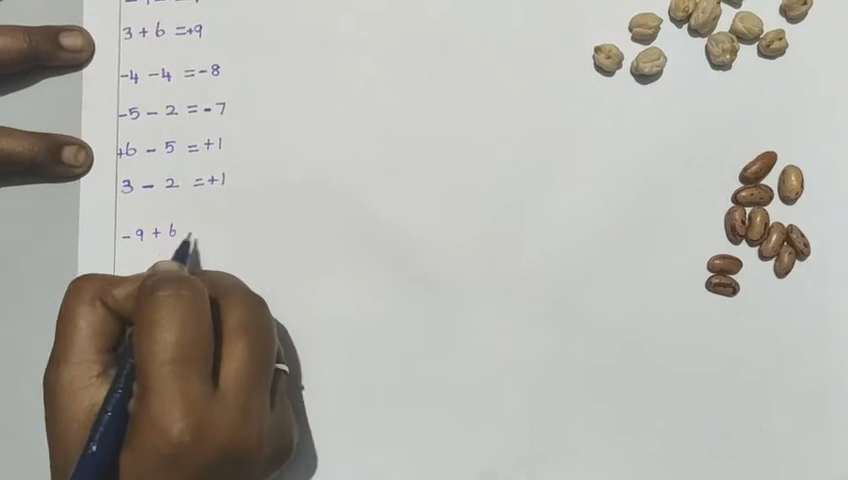 3 + 6 = +9
-4 - 4 = -8
-5 - 2 = -7
+6 - 5 = +1
3 - 2 = +1
-9 + 6